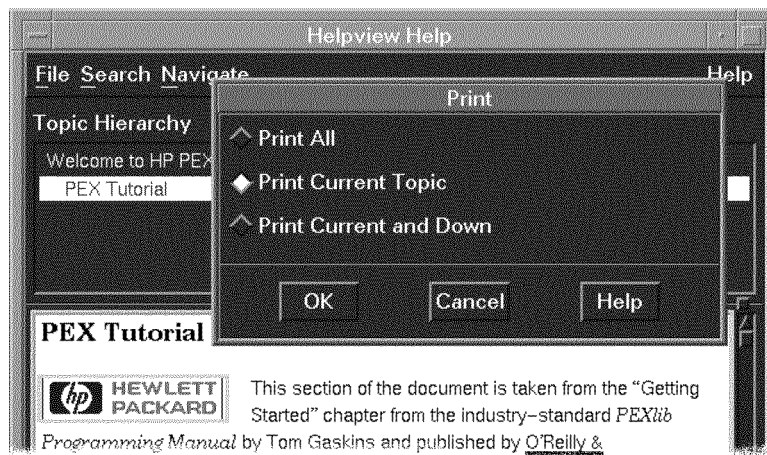 Helpview Help
File Search Navigate Help
Print
Topic Hierarchy
Print All
Welcome to HP PEX
Print Current Topic
PEX Tutorial
Print Current and Down
OK Cancel Help
PEX Tutorial
hp HEWLETT PACKARD
This section of the document is taken from the “Getting
Started” chapter from the industry–standard PEXlib
Programming Manual by Tom Gaskins and published by O'Reilly &